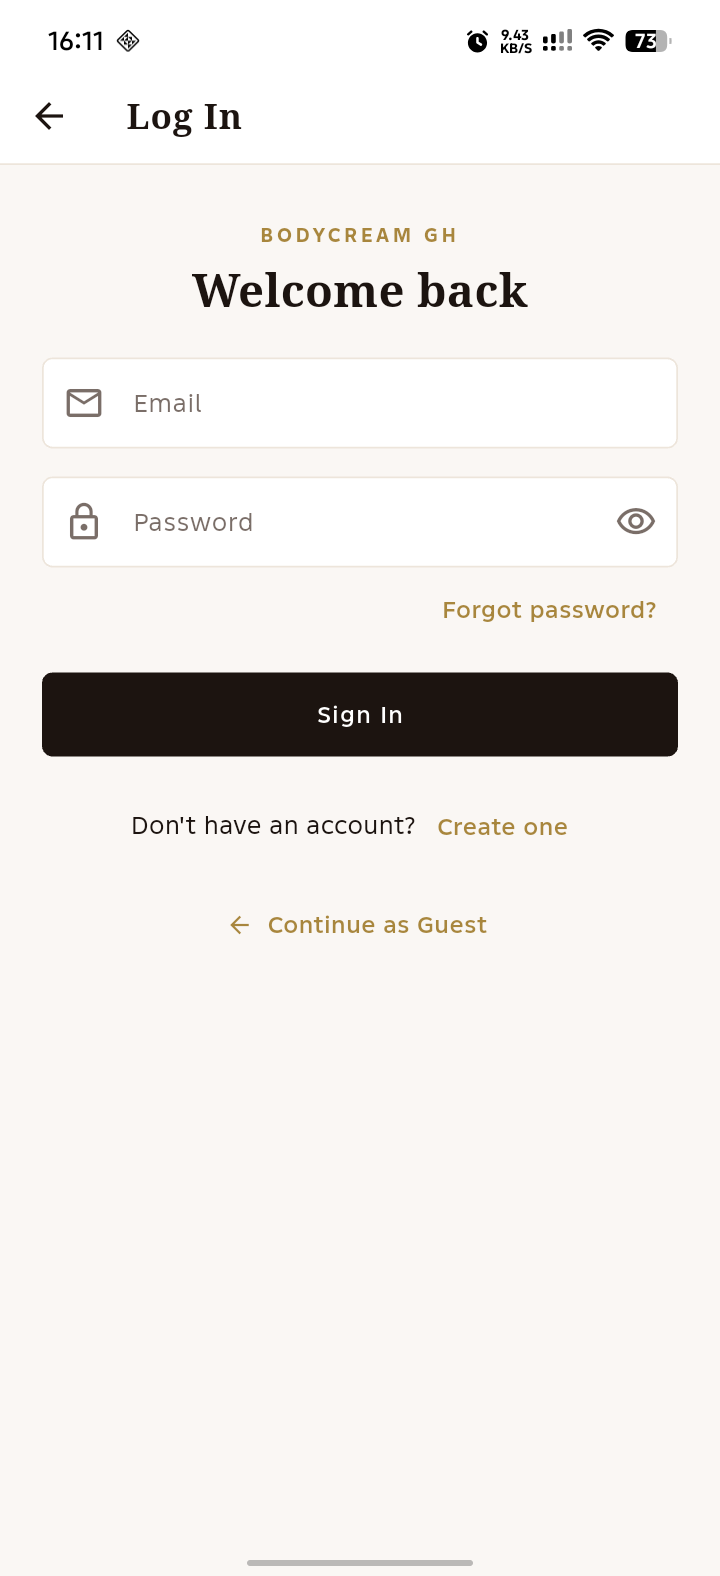 16:11
9.43
KB/S
73
Log In
BODYCREAM GH
Welcome back
Email
Password
Forgot password?
Sign In
Don't have an account? Create one
Continue as Guest